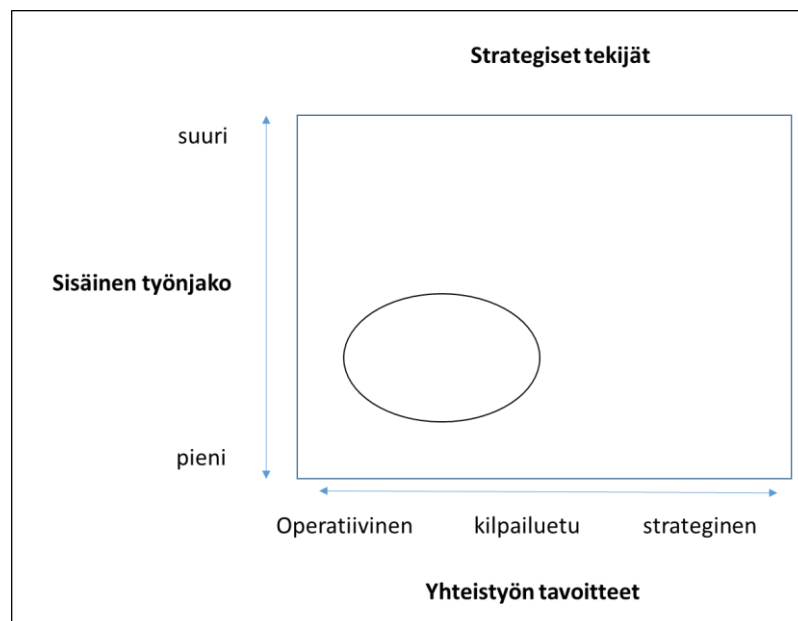 Strategiset tekijät
suuri
Sisäinen työnjako
pieni
Operatiivinen kilpailuetu strateginen
Yhteistyön tavoitteet